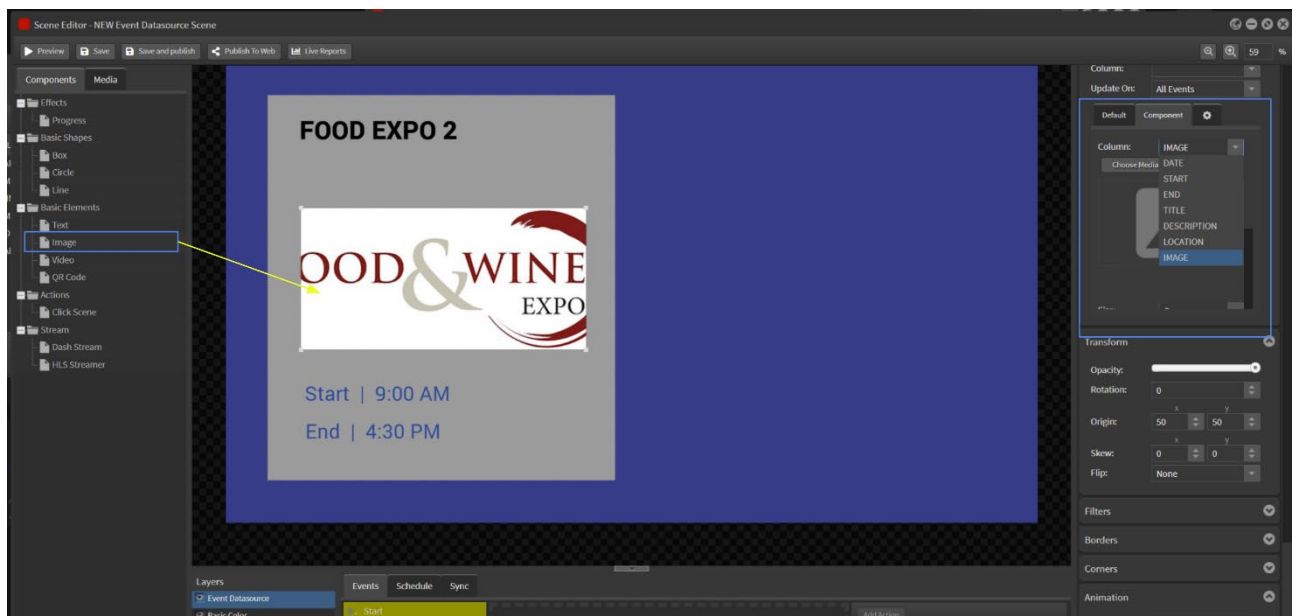 Scene Editor - NEW Event Datasource Scene
Preview Save Save and publish Publish To Web Live Reports 59 %
Components Media
Effects
Progress
Basic Shapes
Box
Circle
Line
Basic Elements
Text
Image
Video
QR Code
Actions
Click Scene
Stream
Dash Stream
HLS Streamer
FOOD EXPO 2
OOD & WINE
EXPO
Start | 9:00 AM
End | 4:30 PM
Column:
Update On: All Events
Default Component
Column: IMAGE
Choose Media
DATE
START
END
TITLE
DESCRIPTION
LOCATION
IMAGE
Transform
Opacity:
Rotation: 0
x y
Origin: 50 50
x y
Skew: 0 0
Flip: None
Filters
Borders
Corners
Animation
Layers
Event Datasource
Basic Color
Events Schedule Sync
Start
Add Action